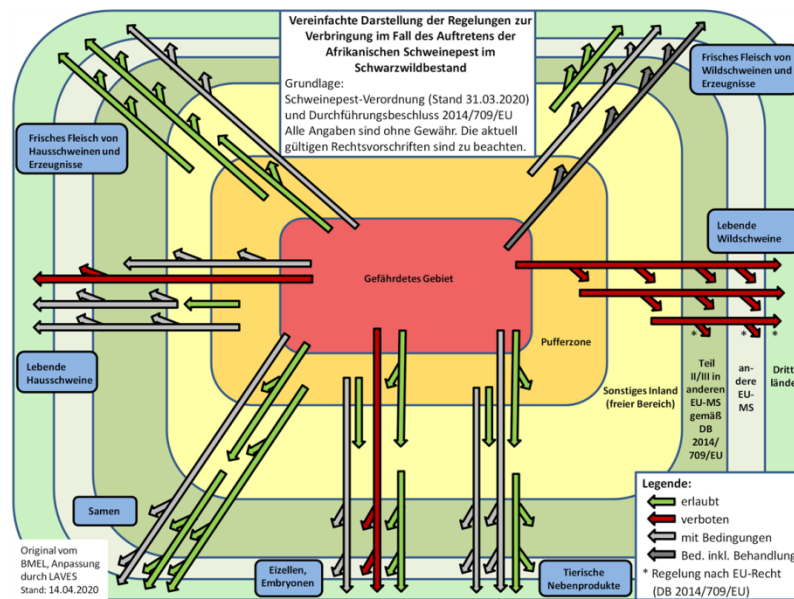 Vereinfachte Darstellung der Regelungen zur
Verbringung im Fall des Auftretens der
Afrikanischen Schweinepest im
Schwarzwildbestand
Grundlage:
Schweinepest-Verordnung (Stand 31.03.2020)
und Durchführungsbeschluss 2014/709/EU
Alle Angaben sind ohne Gewähr. Die aktuell
gültigen Rechtsvorschriften sind zu beachten.
Frisches Fleisch von
Wildschweinen und
Erzeugnisse
Frisches Fleisch von
Hausschweinen und
Erzeugnisse
Lebende
Wildschweine
Gefährdetes Gebiet
Pufferzone
Lebende
Hausschweine
Sonstiges Inland
(freier Bereich)
* Teil
II/III in
anderen
EU-MS
gemäß
DB
2014/
709/EU
* an-
dere
EU-
MS
* Dritt
lände
Samen
Eizellen,
Embryonen
Tierische
Nebenprodukte
Original vom
BMEL, Anpassung
durch LAVES
Stand: 14.04.2020
Legende:
erlaubt
verboten
mit Bedingungen
Bed. inkl. Behandlung
* Regelung nach EU-Recht
(DB 2014/709/EU)